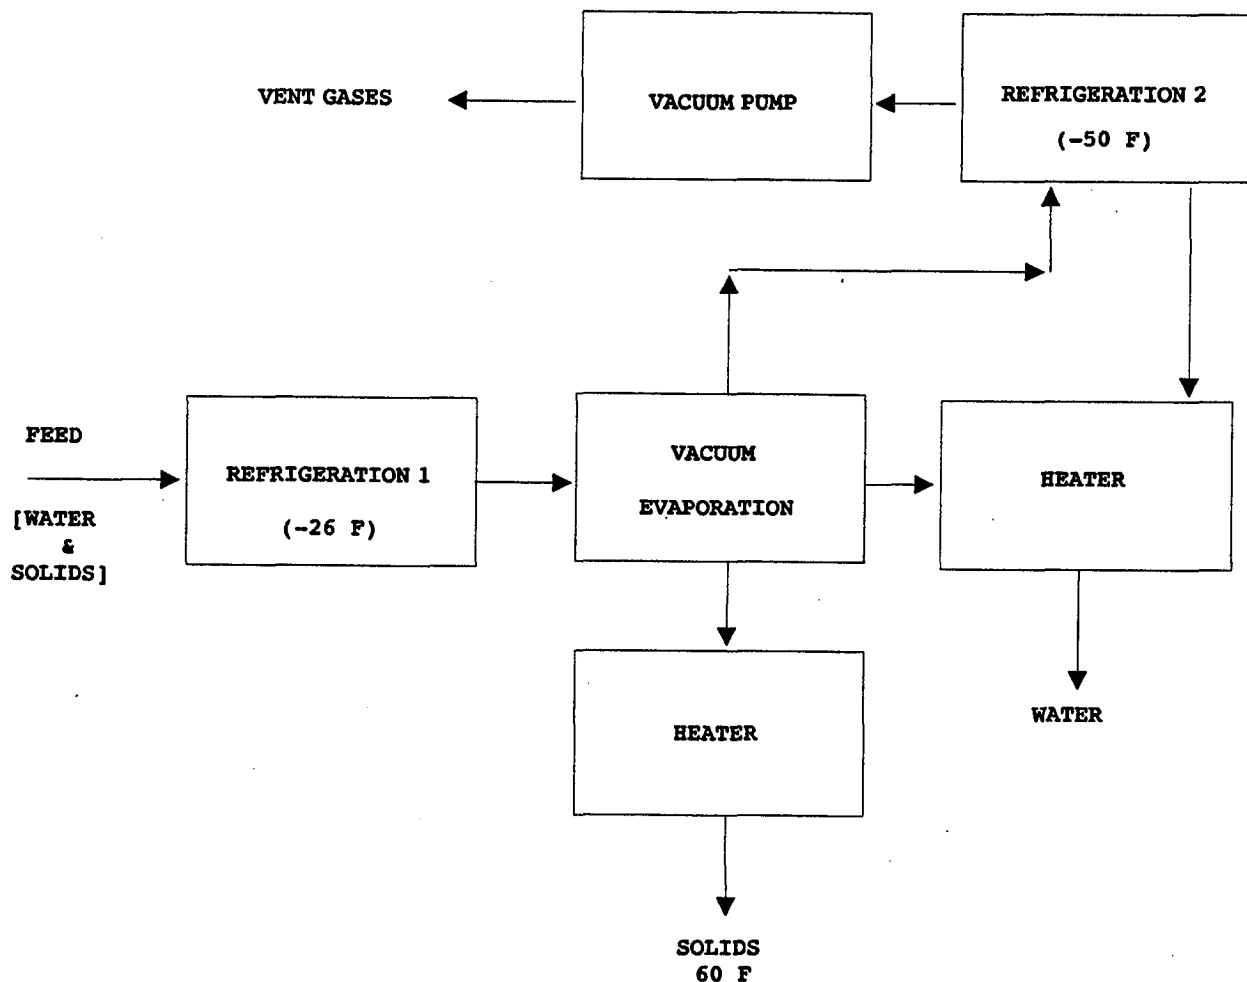 VENT GASES
VACUUM PUMP
REFRIGERATION 2
(-50 F)
FEED
[WATER
&
SOLIDS]
REFRIGERATION 1
(-26 F)
VACUUM
EVAPORATION
HEATER
HEATER
WATER
SOLIDS
60 F